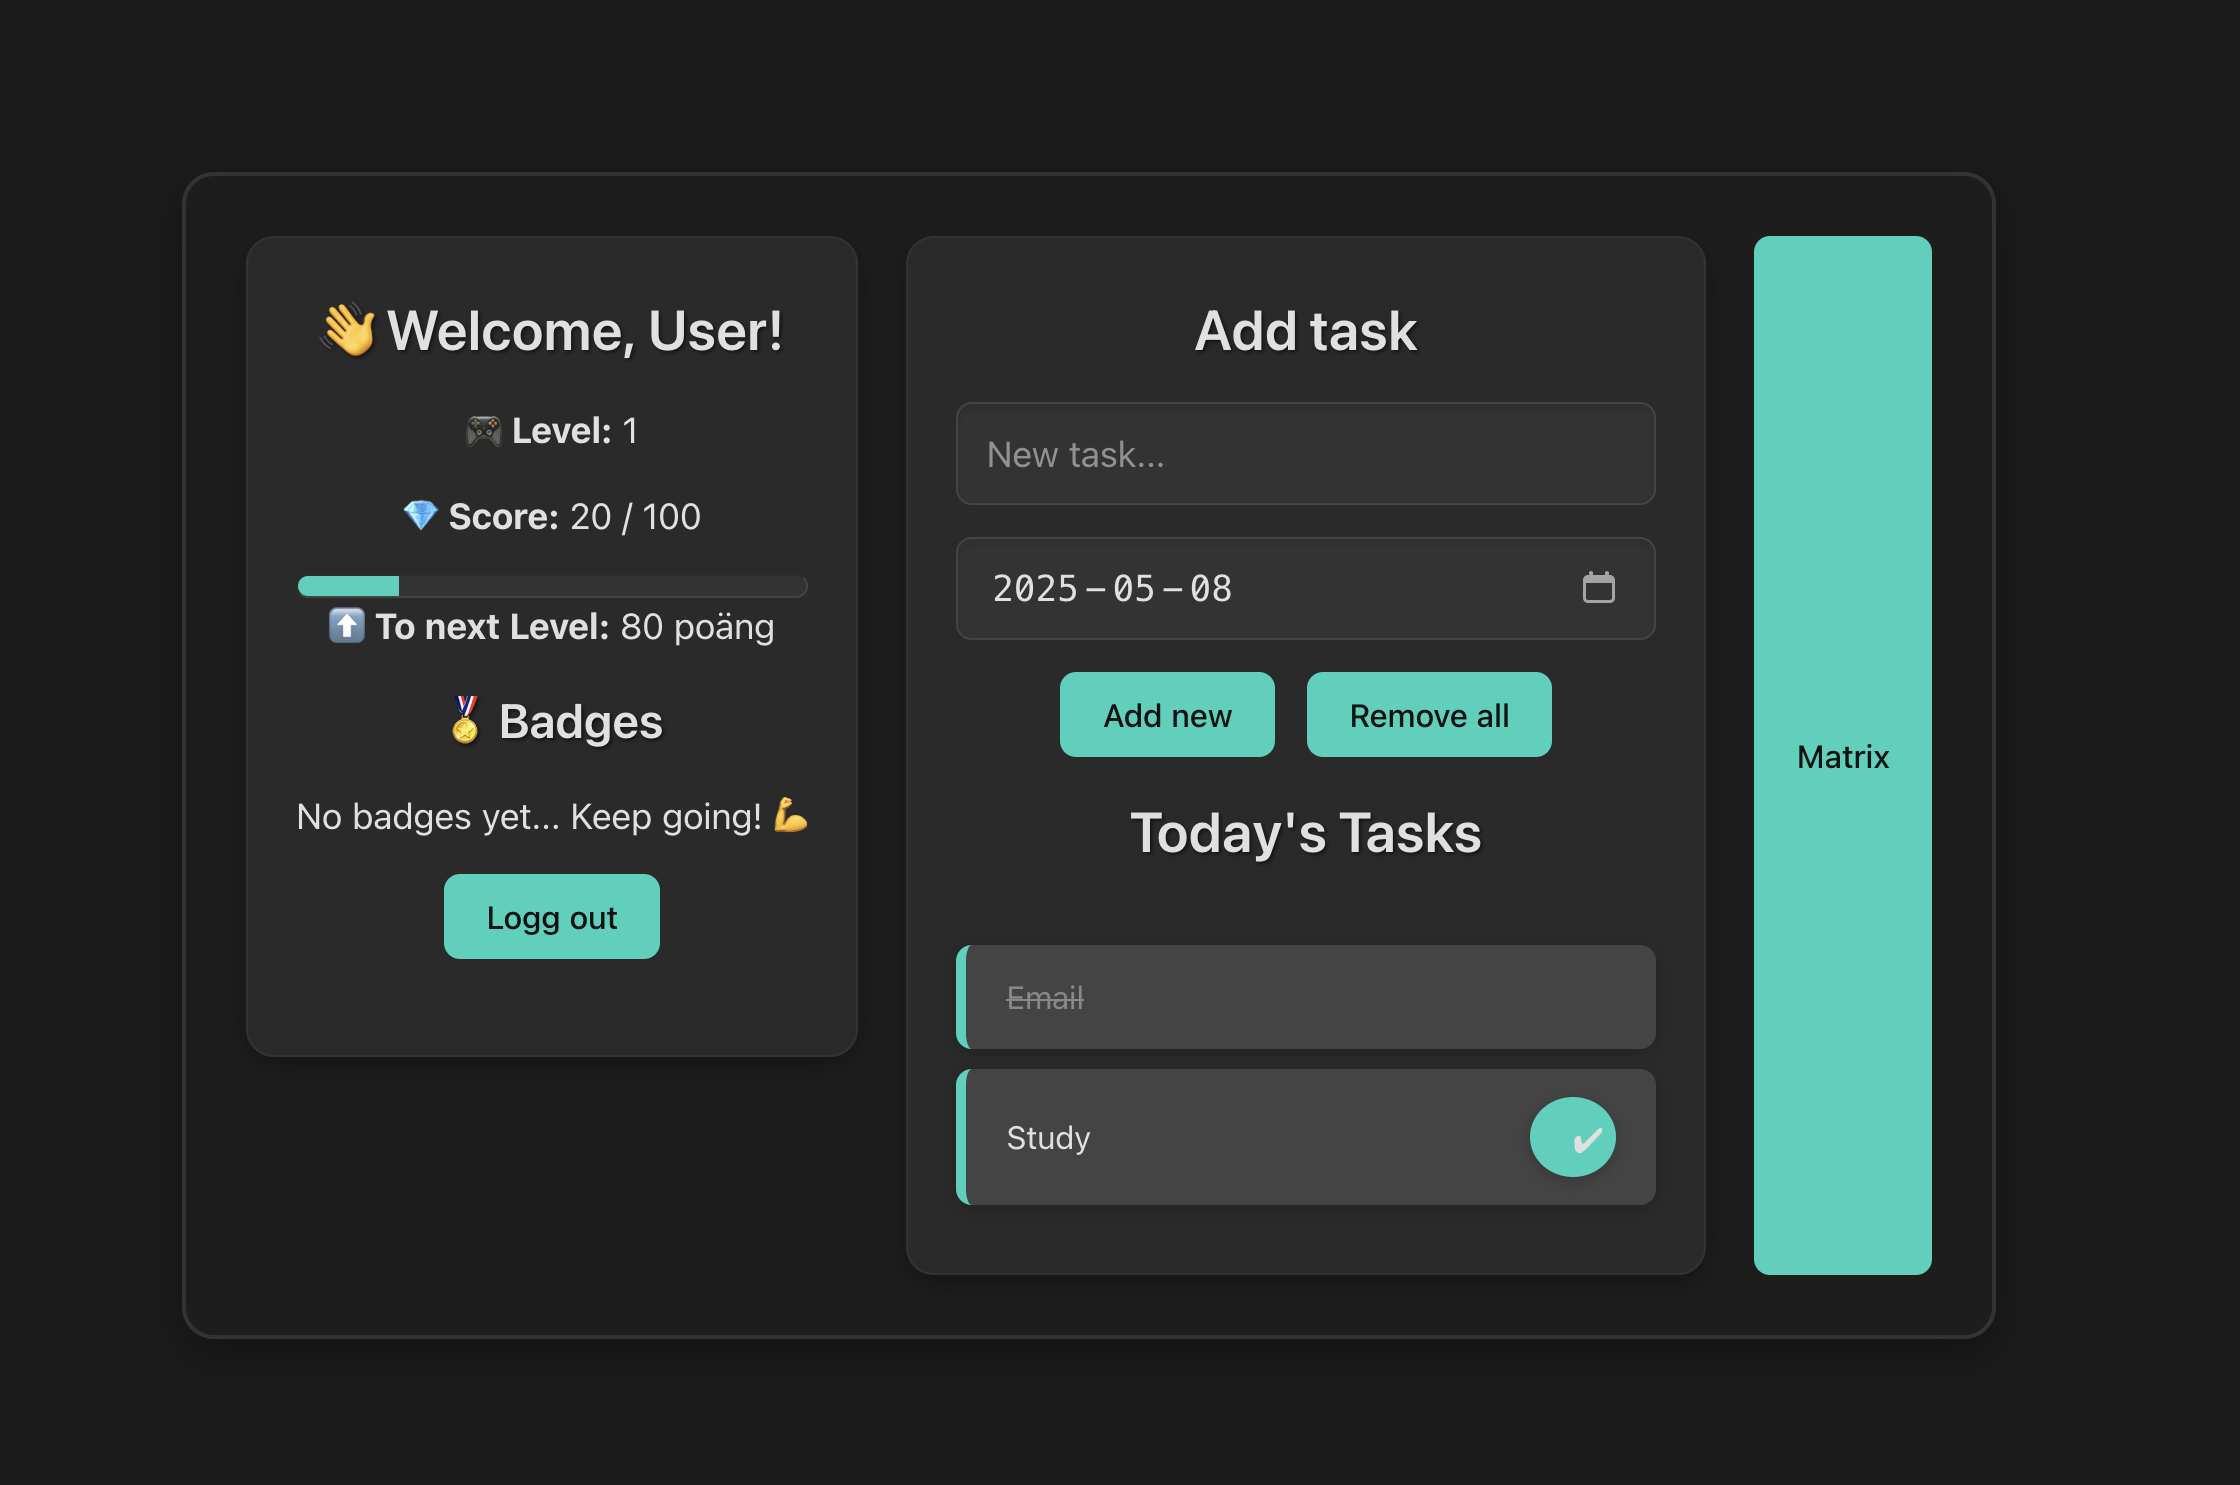 👋 Welcome, User!
🎮 Level: 1
💎 Score: 20 / 100
⬆️ To next Level: 80 poäng
🏅 Badges
No badges yet... Keep going! 💪
Logg out
Add task
New task...
2025-05-08
Add new
Remove all
Today's Tasks
Email
Study
✔
Matrix